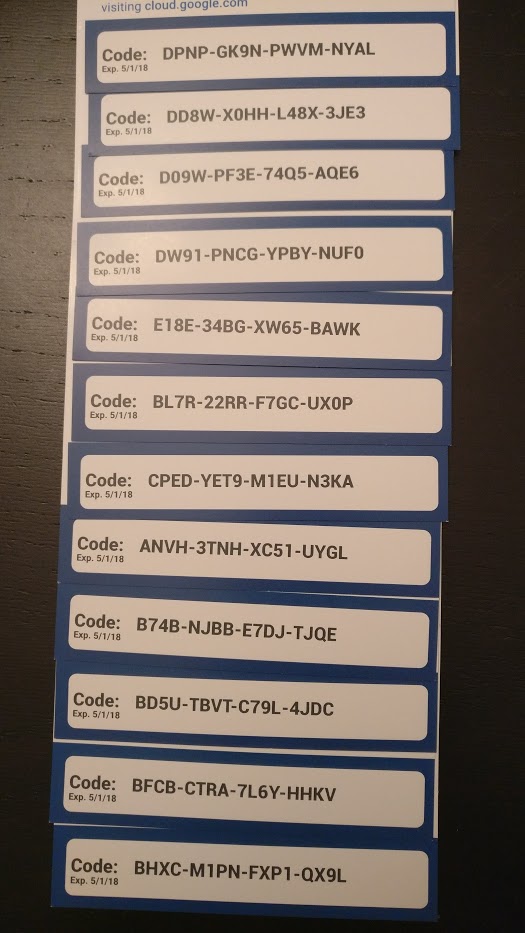 visiting cloud.google.com
Code: DPNP-GK9N-PWVM-NYAL
Exp. 5/1/18
Code: DD8W-X0HH-L48X-3JE3
Exp. 5/1/18
Code: D09W-PF3E-74Q5-AQE6
Exp. 5/1/18
Code: DW91-PNCG-YPBY-NUF0
Exp. 5/1/18
Code: E18E-34BG-XW65-BAWK
Exp. 5/1/18
Code: BL7R-22RR-F7GC-UX0P
Exp. 5/1/18
Code: CPED-YET9-M1EU-N3KA
Exp. 5/1/18
Code: ANVH-3TNH-XC51-UYGL
Exp. 5/1/18
Code: B74B-NJBB-E7DJ-TJQE
Exp. 5/1/18
Code: BD5U-TBVT-C79L-4JDC
Exp. 5/1/18
Code: BFCB-CTRA-7L6Y-HHKV
Exp. 5/1/18
Code: BHXC-M1PN-FXP1-QX9L
Exp. 5/1/18